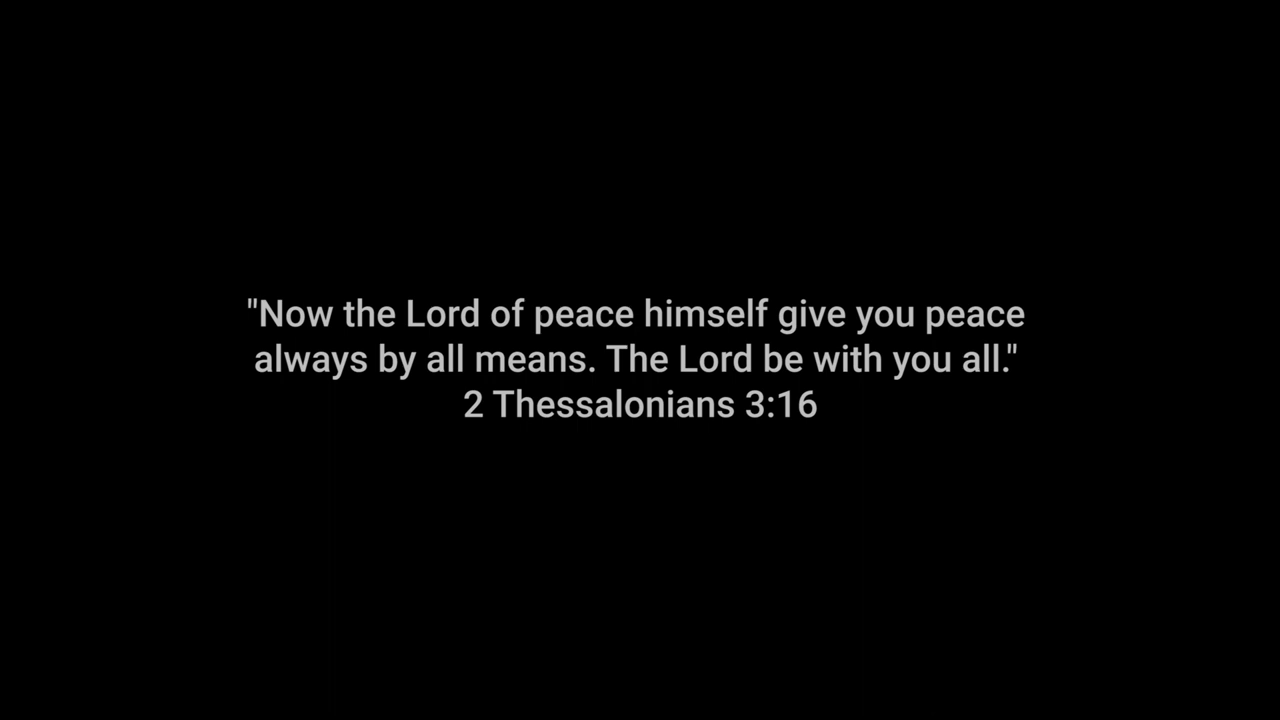 "Now the Lord of peace himself give you peace
always by all means. The Lord be with you all."
2 Thessalonians 3:16